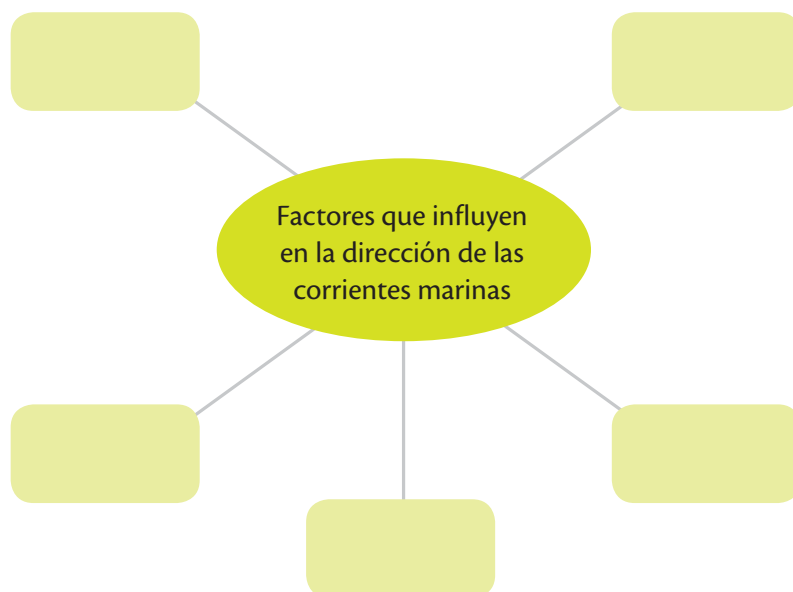 Factores que influyen
en la dirección de las
corrientes marinas